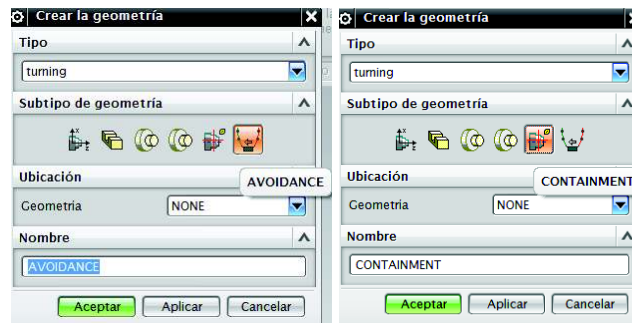 Crear la geometría
Tipo
turning
Subtipo de geometría
Ubicación
AVOIDANCE
Geometria
NONE
Nombre
AVOIDANCE
Aceptar
Aplicar
Cancelar
Crear la geometría
Tipo
turning
Subtipo de geometría
Ubicación
CONTAINMENT
Geometria
NONE
Nombre
CONTAINMENT
Aceptar
Aplicar
Cancelar